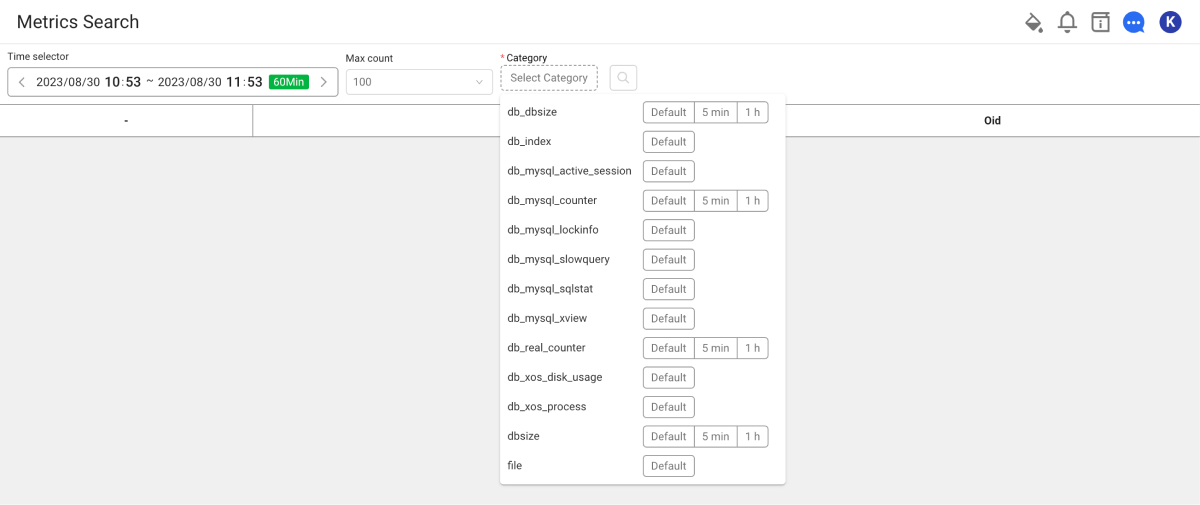 Metrics Search
K
Time selector
Max count
* Category
2023/08/30 10:53 ~ 2023/08/30 11:53 60Min
100
Select Category
-
Oid
db_dbsize Default 5 min 1 h
db_index Default
db_mysql_active_session Default
db_mysql_counter Default 5 min 1 h
db_mysql_lockinfo Default
db_mysql_slowquery Default
db_mysql_sqlstat Default
db_mysql_xview Default
db_real_counter Default 5 min 1 h
db_xos_disk_usage Default
db_xos_process Default
dbsize Default 5 min 1 h
file Default